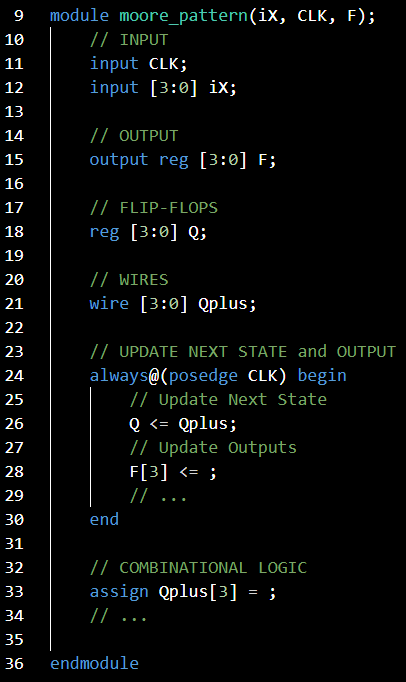 9 module moore_pattern(iX, CLK, F);
10 // INPUT
11 input CLK;
12 input [3:0] iX;
13
14 // OUTPUT
15 output reg [3:0] F;
16
17 // FLIP-FLOPS
18 reg [3:0] Q;
19
20 // WIRES
21 wire [3:0] Qplus;
22
23 // UPDATE NEXT STATE and OUTPUT
24 always@(posedge CLK) begin
25 // Update Next State
26 Q <= Qplus;
27 // Update Outputs
28 F[3] <= ;
29 // ...
30 end
31
32 // COMBINATIONAL LOGIC
33 assign Qplus[3] = ;
34 // ...
35
36 endmodule